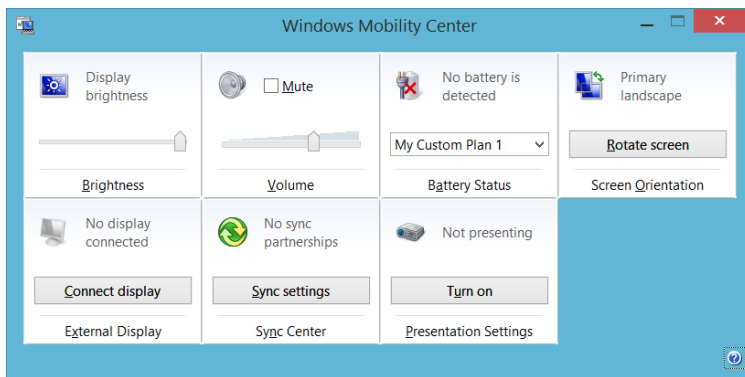 Windows Mobility Center
Display
brightness
Brightness
Mute
Volume
No battery is
detected
My Custom Plan 1
Battery Status
Primary
landscape
Rotate screen
Screen Orientation
No display
connected
Connect display
External Display
No sync
partnerships
Sync settings
Sync Center
Not presenting
Turn on
Presentation Settings